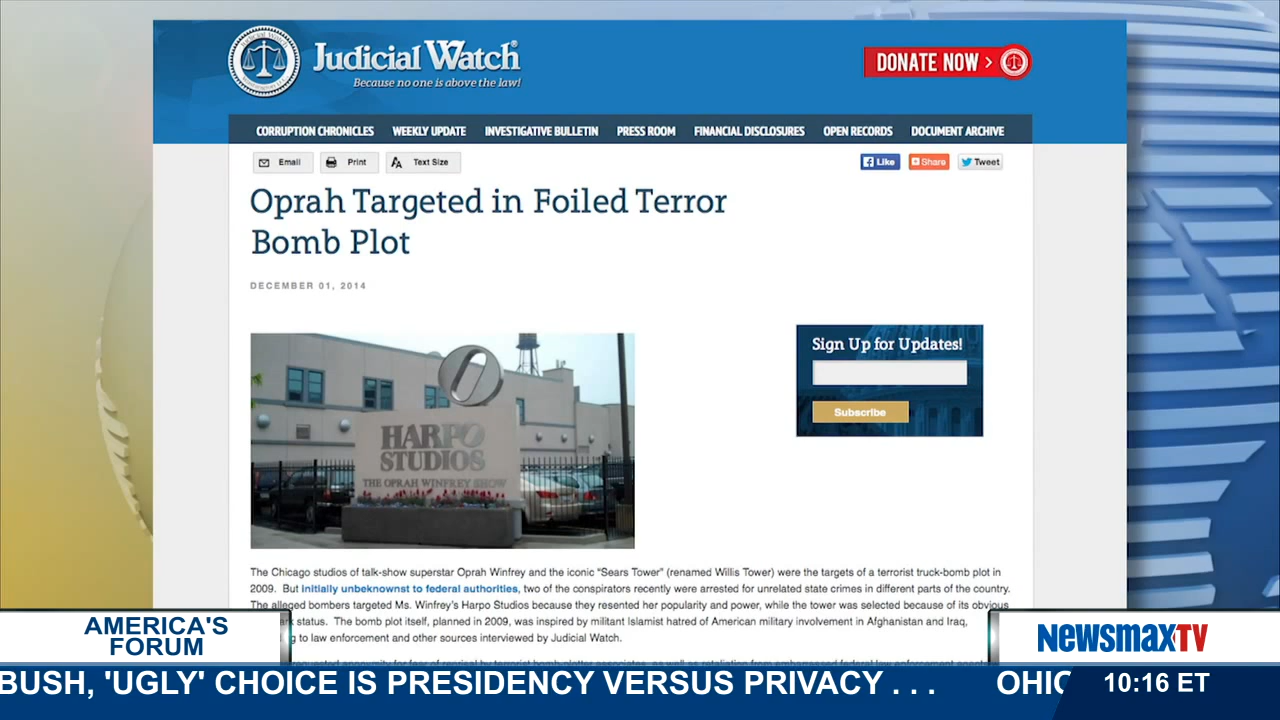 Judicial Watch®
Because no one is above the law!
DONATE NOW >
CORRUPTION CHRONICLES WEEKLY UPDATE INVESTIGATIVE BULLETIN PRESS ROOM FINANCIAL DISCLOSURES OPEN RECORDS DOCUMENT ARCHIVE
Email Print Text Size Like Share Tweet
Oprah Targeted in Foiled Terror
Bomb Plot
DECEMBER 01, 2014
Sign Up for Updates!
Subscribe
HARPO
STUDIOS
THE OPRAH WINFREY SHOW
The Chicago studios of talk-show superstar Oprah Winfrey and the iconic “Sears Tower” (renamed Willis Tower) were the targets of a terrorist truck-bomb plot in
2009. But initially unbeknownst to federal authorities, two of the conspirators recently were arrested for unrelated state crimes in different parts of the country.
The alleged bombers targeted Ms. Winfrey's Harpo Studios because they resented her popularity and power, while the tower was selected because of its obvious
status. The bomb plot itself, planned in 2009, was inspired by militant Islamist hatred of American military involvement in Afghanistan and Iraq,
to law enforcement and other sources interviewed by Judicial Watch.
AMERICA'S
FORUM
NEWSMAXTV
BUSH, 'UGLY' CHOICE IS PRESIDENCY VERSUS PRIVACY . . . OHIO
10:16 ET